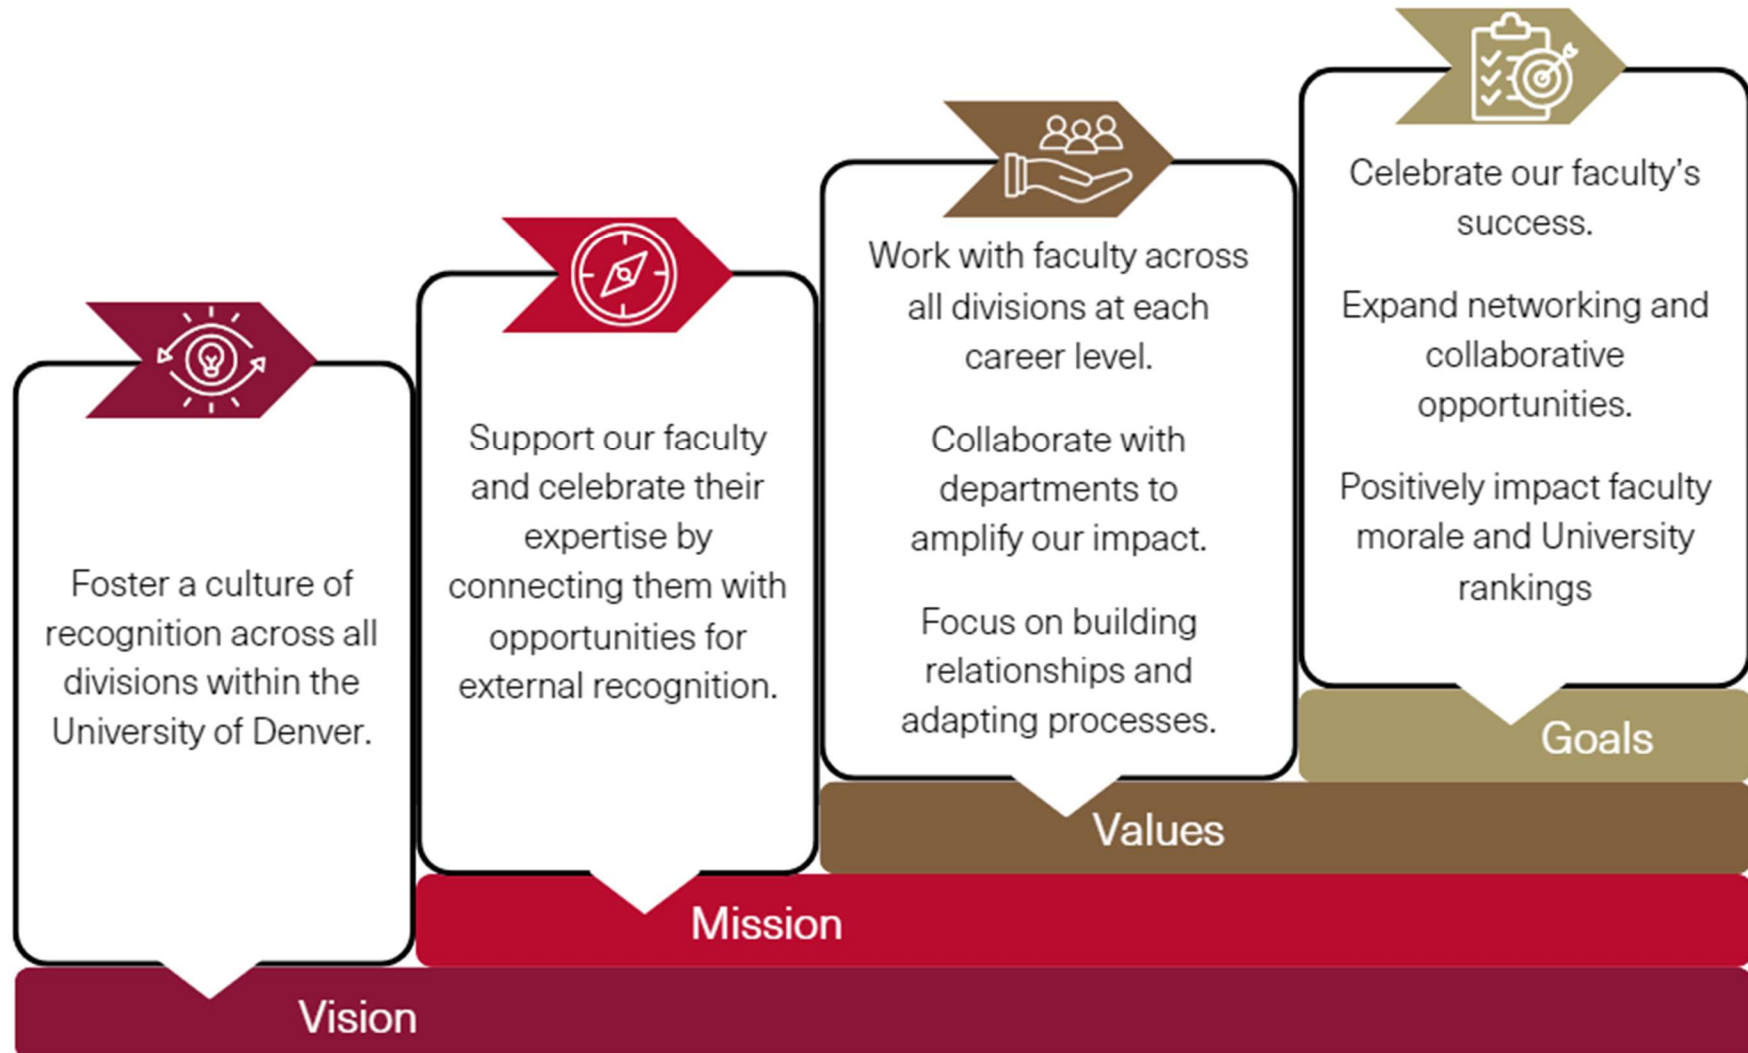 Foster a culture of
recognition across all
divisions within the
University of Denver.
Vision
Support our faculty
and celebrate their
expertise by
connecting them with
opportunities for
external recognition.
Mission
Work with faculty across
all divisions at each
career level.
Collaborate with
departments to
amplify our impact.
Focus on building
relationships and
adapting processes.
Values
Celebrate our faculty's
success.
Expand networking and
collaborative
opportunities.
Positively impact faculty
morale and University
rankings
Goals